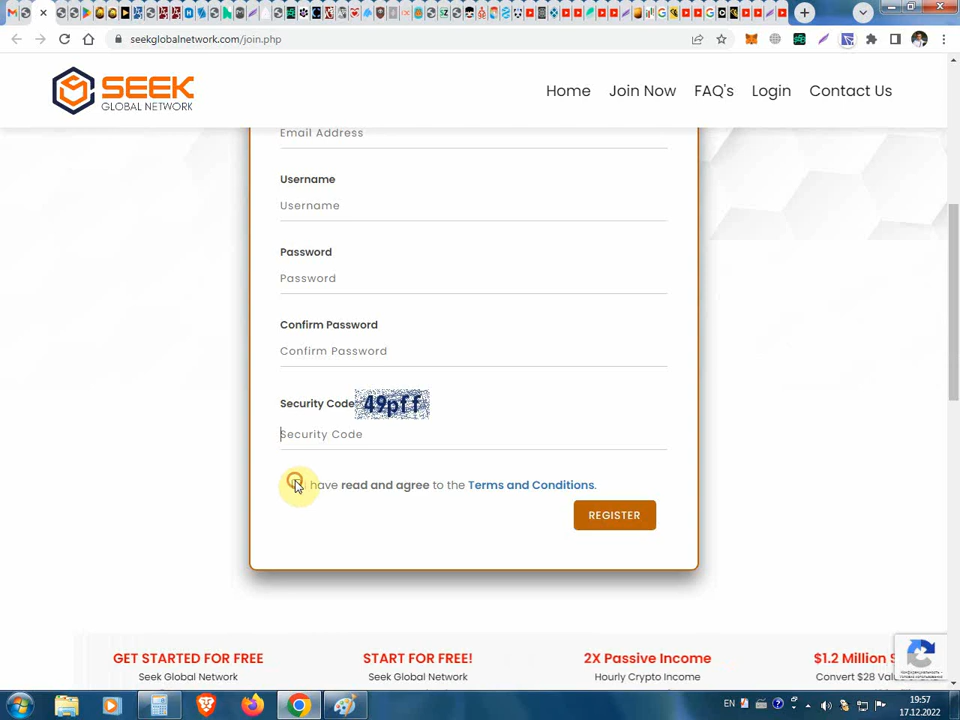 seekglobalnetwork.com/join.php
SEEK
GLOBAL NETWORK
Home Join Now FAQ's Login Contact Us
Email Address
Username
Username
Password
Password
Confirm Password
Confirm Password
Security Code 49pff
Security Code
have read and agree to the Terms and Conditions.
REGISTER
GET STARTED FOR FREE START FOR FREE! 2X Passive Income $1.2 Million
Seek Global Network Seek Global Network Hourly Crypto Income Convert $28
EN 19:57
17.12.2022